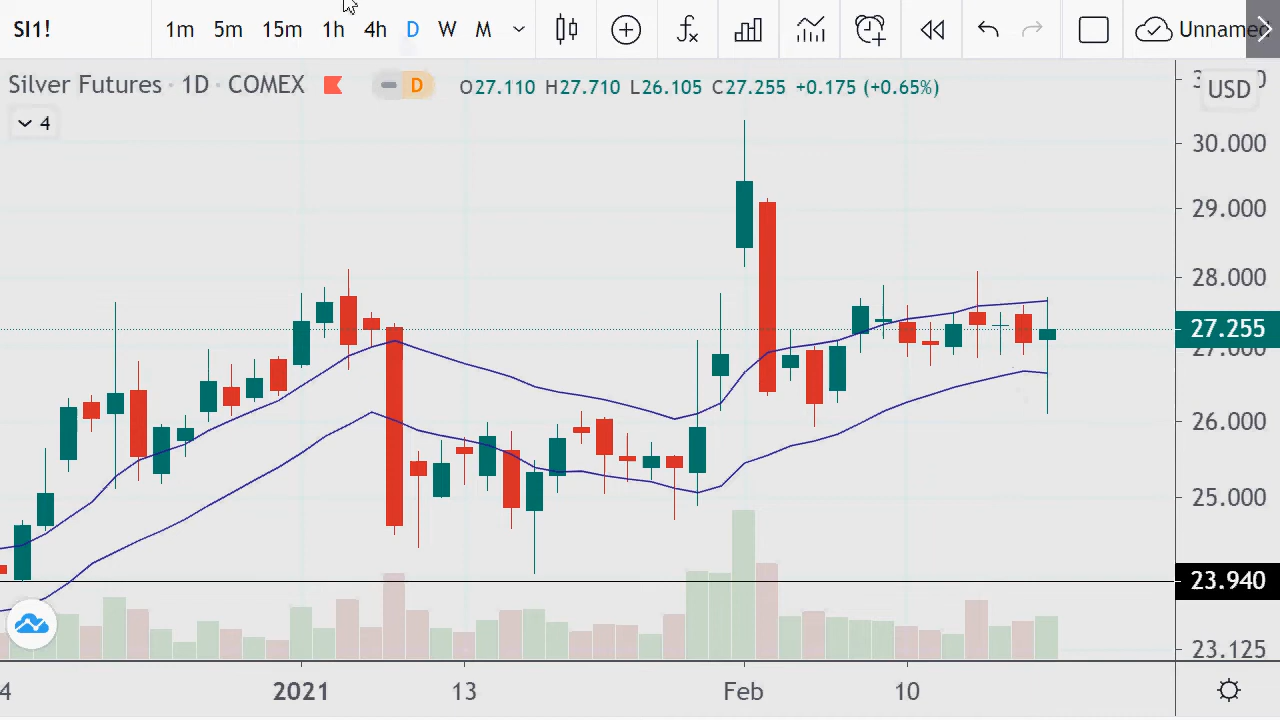 SI1! 1m 5m 15m 1h 4h D W M Unnamed
Silver Futures · 1D · COMEX D O27.110 H27.710 L26.105 C27.255 +0.175 (+0.65%)
USD
4
30.000
29.000
28.000
27.255
27.000
26.000
25.000
23.940
23.125
4 2021 13 Feb 10